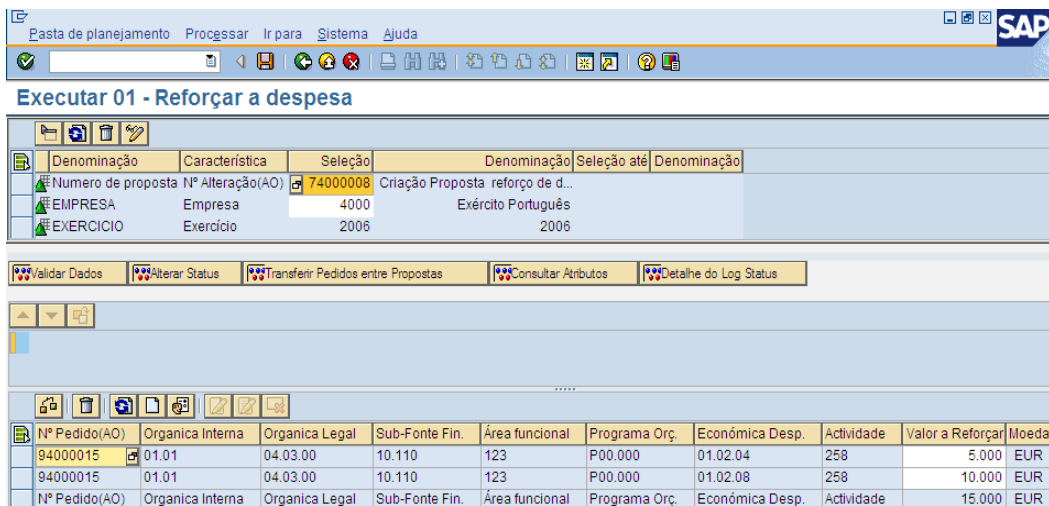 Pasta de planejamento Processar Ir para Sistema Ajuda
SAP
Executar 01 - Reforçar a despesa
Denominação Característica Seleção Denominação Seleção até Denominação
Numero de proposta Nº Alteração(AO) 74000008 Criação Proposta reforço de d...
EMPRESA Empresa 4000 Exército Português
EXERCICIO Exercício 2006 2006
Validar Dados Alterar Status Transferir Pedidos entre Propostas Consultar Atributos Detalhe do Log Status
Nº Pedido(AO) Organica Interna Organica Legal Sub-Fonte Fin. Área funcional Programa Orç. Económica Desp. Actividade Valor a Reforçar Moeda
94000015 01.01 04.03.00 10.110 123 P00.000 01.02.04 258 5.000 EUR
94000015 01.01 04.03.00 10.110 123 P00.000 01.02.08 258 10.000 EUR
Nº Pedido(AO) Organica Interna Organica Legal Sub-Fonte Fin. Área funcional Programa Orç. Económica Desp. Actividade 15.000 EUR